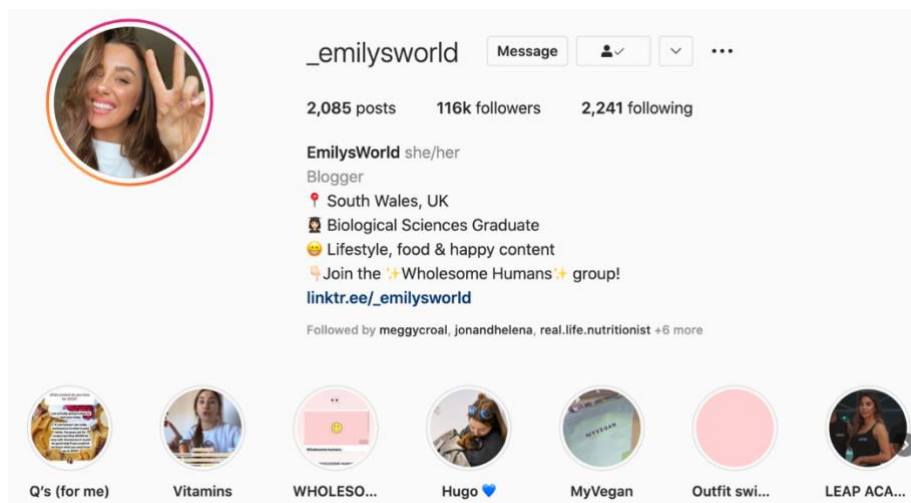 _emilysworld Message
2,085 posts 116k followers 2,241 following
EmilysWorld she/her
Blogger
📍 South Wales, UK
👩🏻‍🎓 Biological Sciences Graduate
😄 Lifestyle, food & happy content
👇🏻Join the ✨Wholesome Humans✨ group!
linktr.ee/_emilysworld
Followed by meggycroal, jonandhelena, real.life.nutritionist +6 more
MYVEGAN
Q's (for me) Vitamins WHOLESO... Hugo 💙 MyVegan Outfit swi... LEAP ACA...